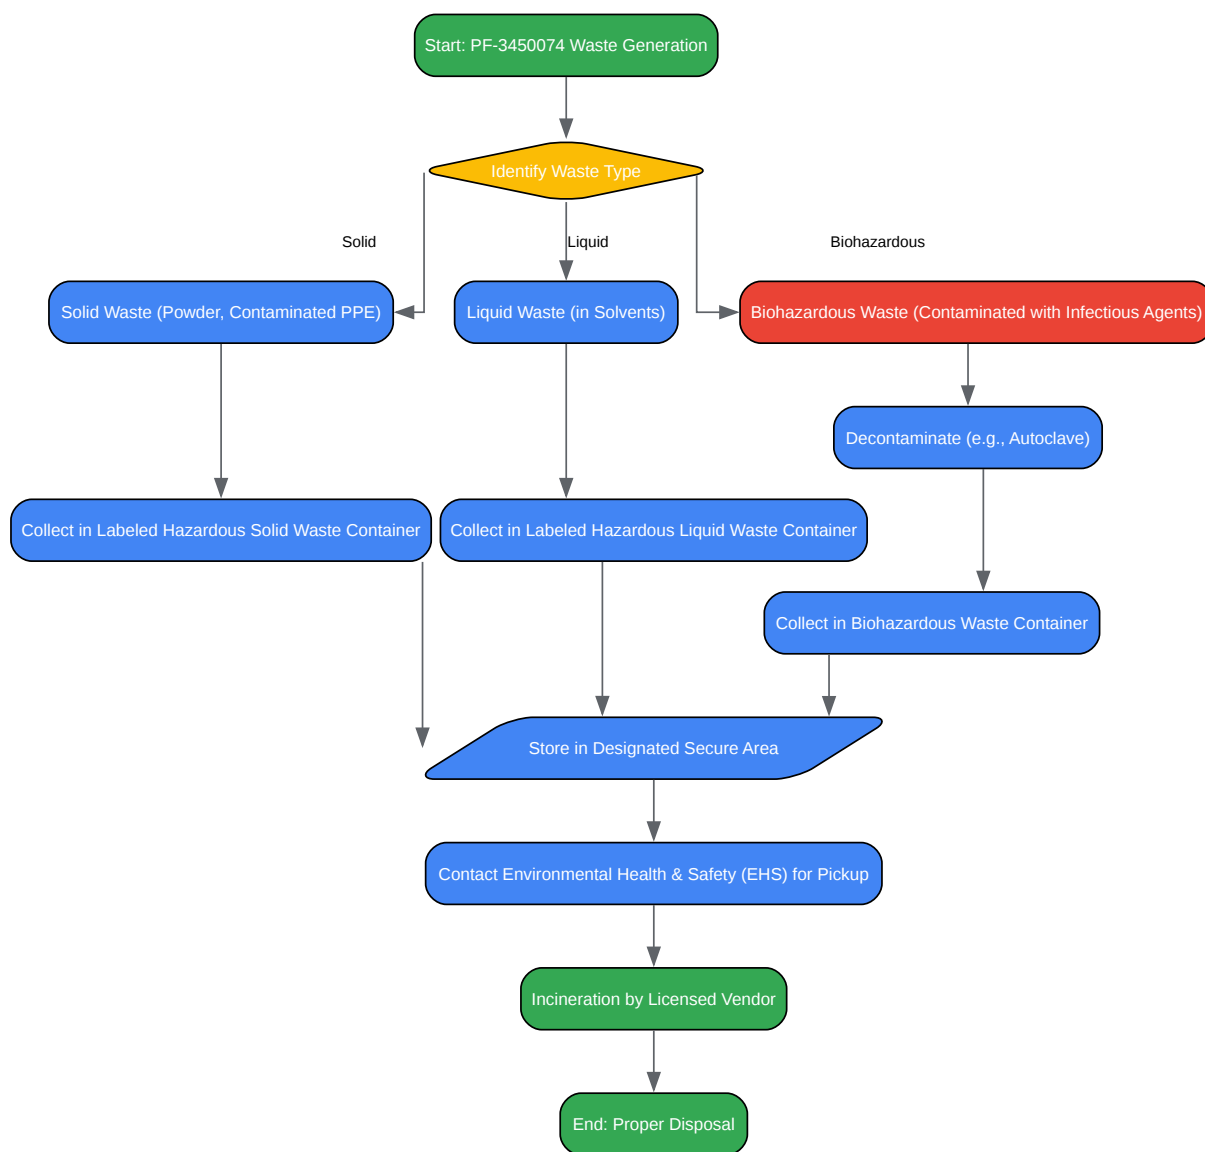 Start: PF-3450074 Waste Generation
Identify Waste Type
Solid
Liquid
Biohazardous
Solid Waste (Powder, Contaminated PPE)
Liquid Waste (in Solvents)
Biohazardous Waste (Contaminated with Infectious Agents)
Decontaminate (e.g., Autoclave)
Collect in Labeled Hazardous Solid Waste Container
Collect in Labeled Hazardous Liquid Waste Container
Collect in Biohazardous Waste Container
Store in Designated Secure Area
Contact Environmental Health & Safety (EHS) for Pickup
Incineration by Licensed Vendor
End: Proper Disposal